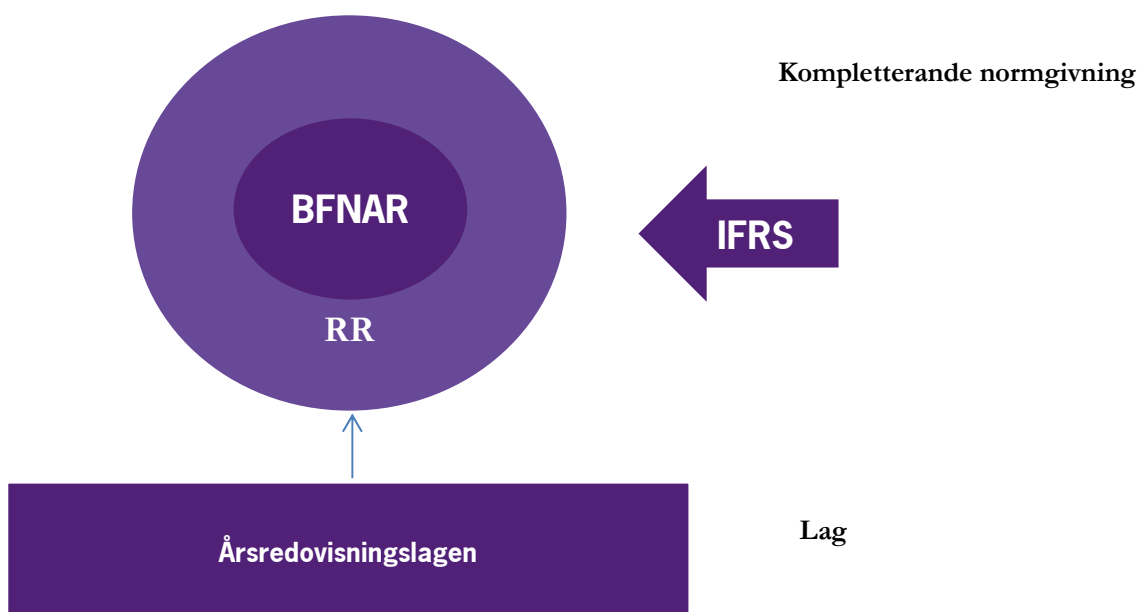 Kompletterande normgivning
BFNAR
IFRS
RR
Lag
Årsredovisningslagen